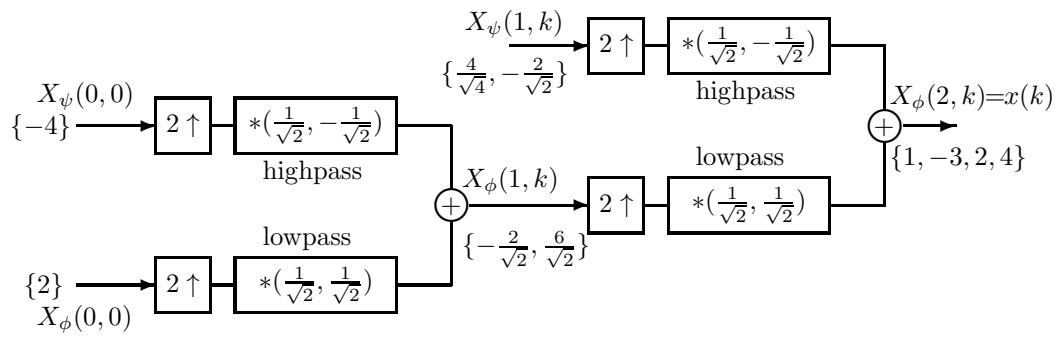 X_ψ(1, k)
{4/√4, −2/√2}
2 ↑
∗(1/√2, −1/√2)
highpass
X_ψ(0, 0)
{−4}
2 ↑
∗(1/√2, −1/√2)
highpass
X_ϕ(2, k)=x(k)
+
{1, −3, 2, 4}
lowpass
X_ϕ(1, k)
+
2 ↑
∗(1/√2, 1/√2)
{−2/√2, 6/√2}
lowpass
{2}
2 ↑
∗(1/√2, 1/√2)
X_ϕ(0, 0)